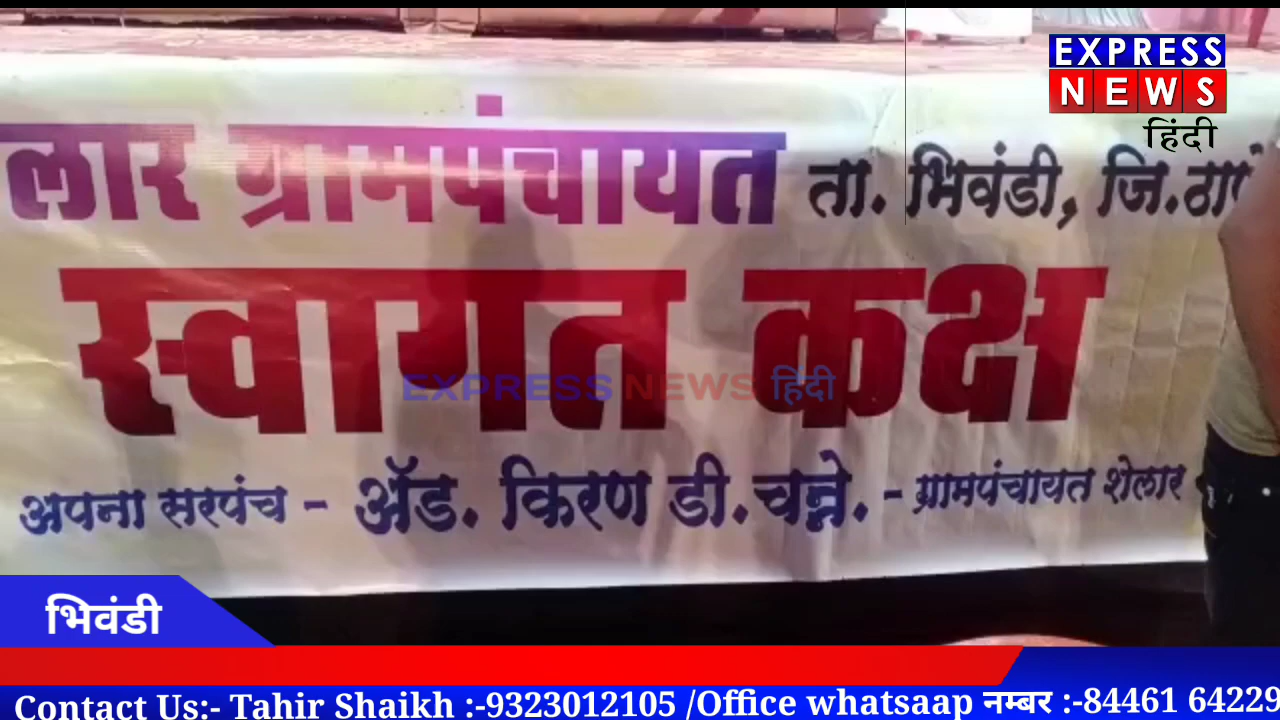 EXPRESS
NEWS
हिंदी
ग्रामपंचायत ता. भिवंडी,
स्वागत कक्ष
EXPRESS NEWS हिंदी
अपना सरपंच - ॲड. किरण डी. चन्ने. - ग्रामपंचायत शेलार
भिवंडी
Contact Us:- Tahir Shaikh :-9323012105 /Office whatsaap नम्बर :-84461 64229